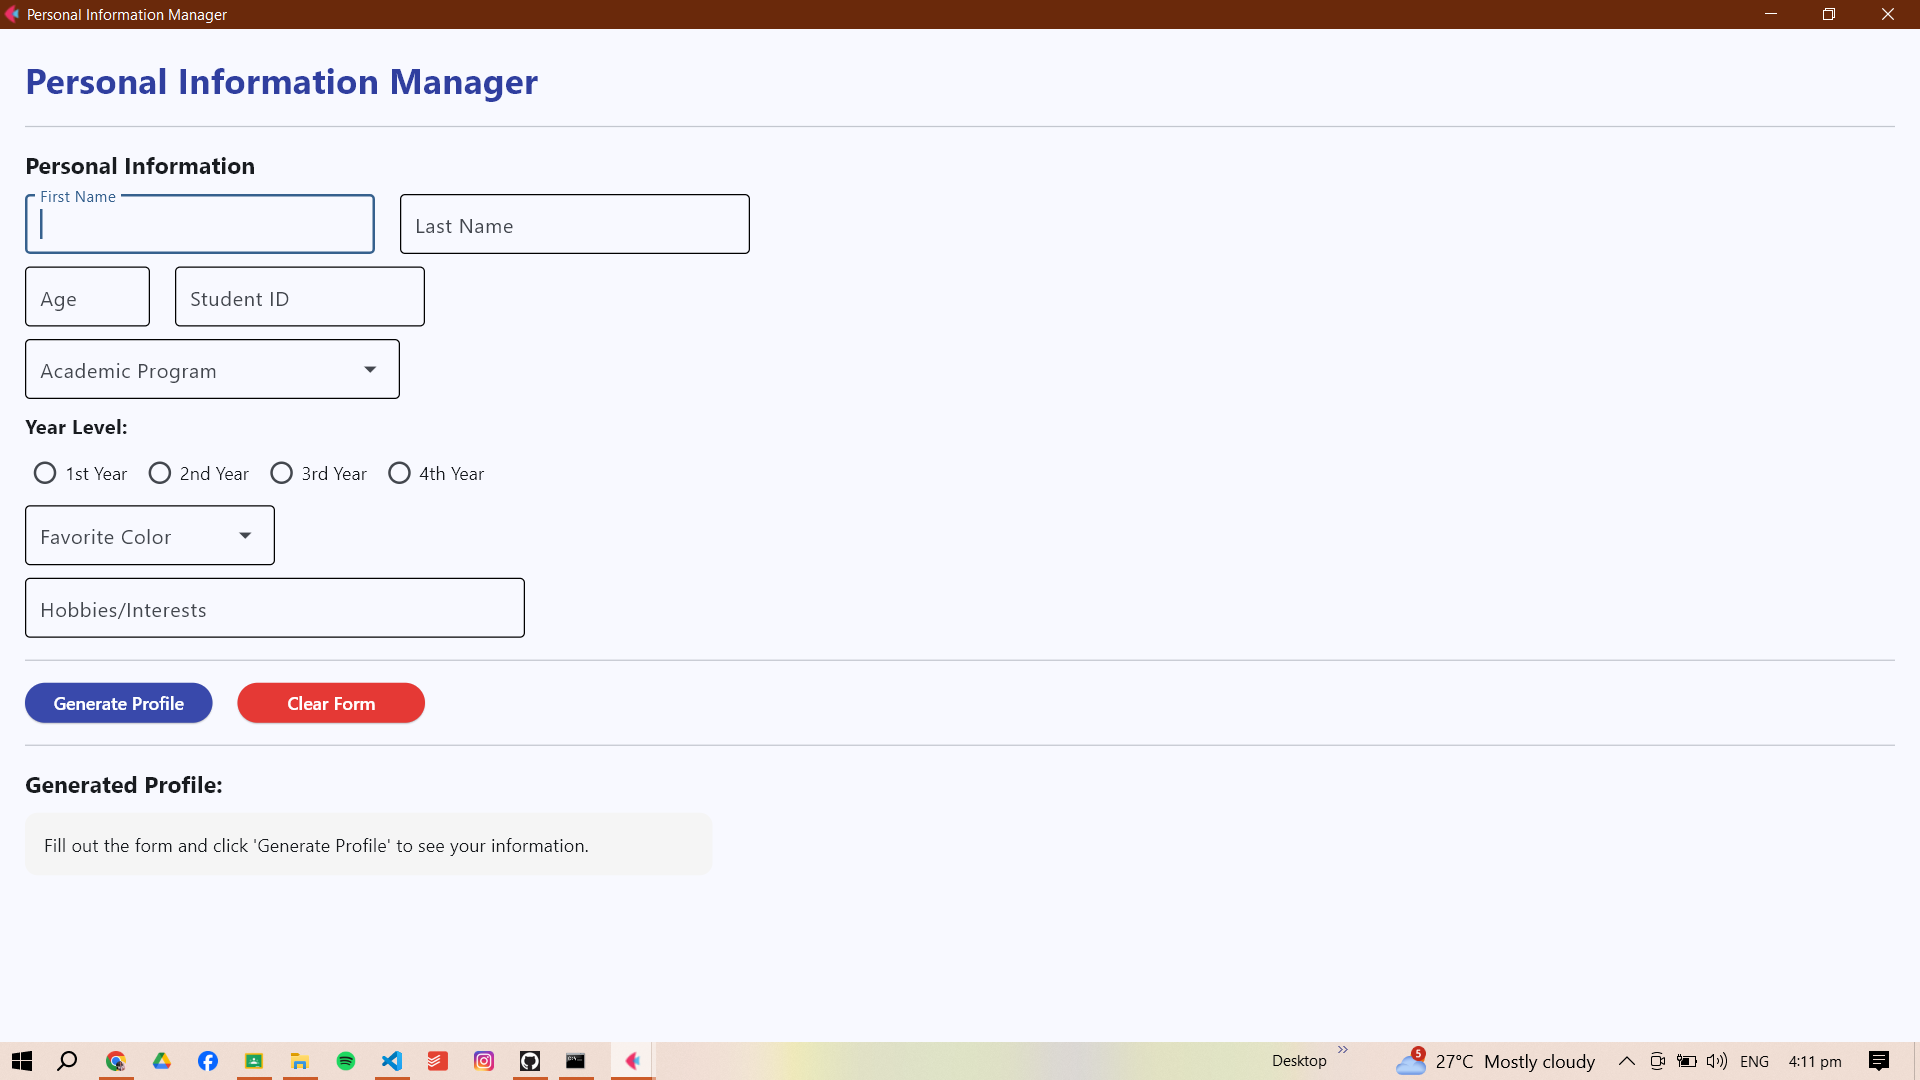 Personal Information Manager
Personal Information Manager
Personal Information
First Name
Last Name
Age
Student ID
Academic Program
Year Level:
1st Year 2nd Year 3rd Year 4th Year
Favorite Color
Hobbies/Interests
Generate Profile Clear Form
Generated Profile:
Fill out the form and click 'Generate Profile' to see your information.
Desktop » 5 27°C Mostly cloudy ENG 4:11 pm